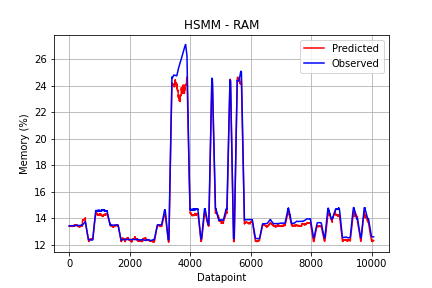 HSMM - RAM
Predicted
Observed
Memory (%)
26
24
22
20
18
16
14
12
0
2000
4000
6000
8000
10000
Datapoint